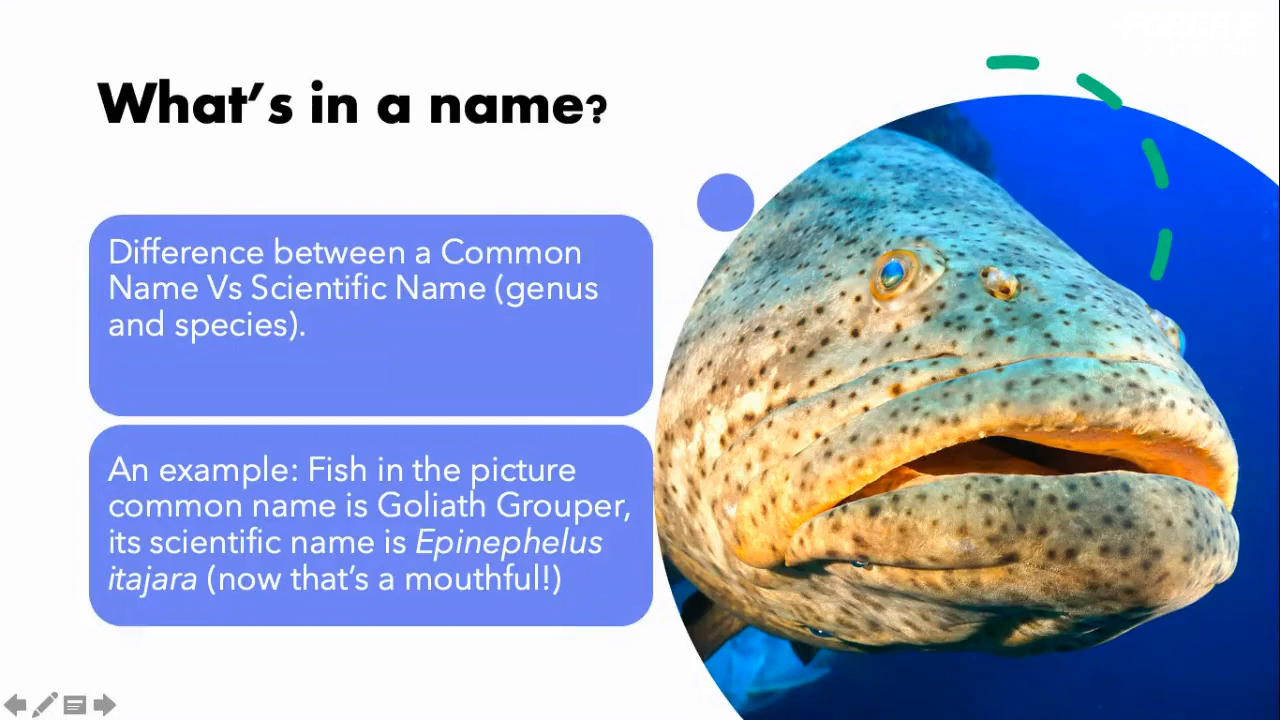 What's in a name?
Difference between a Common
Name Vs Scientific Name (genus
and species).
An example: Fish in the picture
common name is Goliath Grouper,
its scientific name is Epinephelus
itajara (now that's a mouthful!)